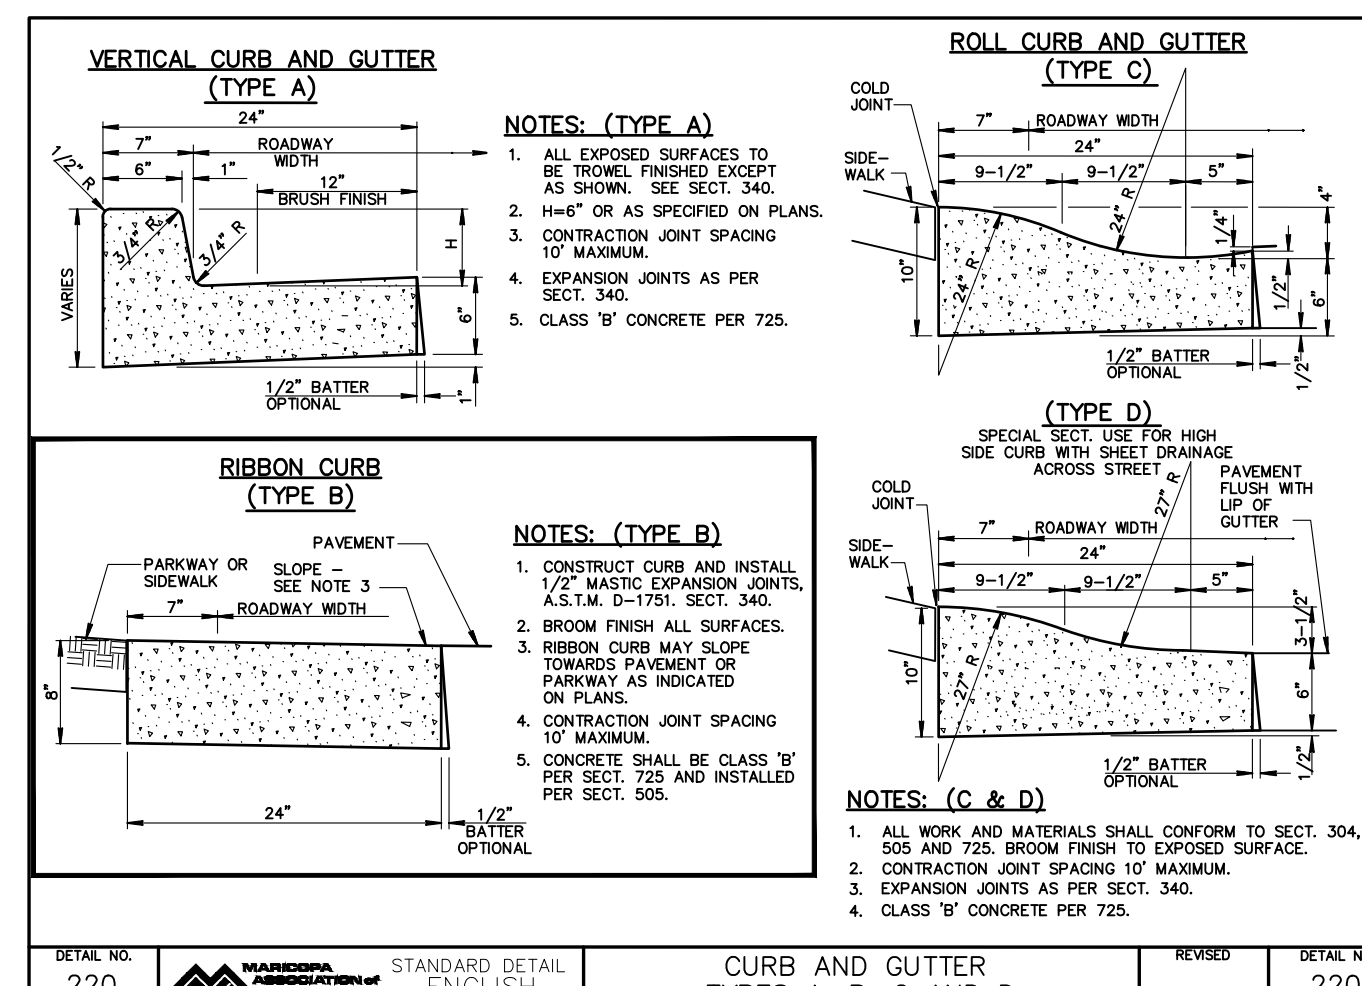 VERTICAL CURB AND GUTTER
(TYPE A)
24"
7"
ROADWAY
WIDTH
6"
1"
12"
BRUSH FINISH
1/2" R
3/4" R
3/4" R
H
VARIES
6"
1/2" BATTER
OPTIONAL
1"
NOTES: (TYPE A)
1. ALL EXPOSED SURFACES TO
BE TROWEL FINISHED EXCEPT
AS SHOWN. SEE SECT. 340.
2. H=6" OR AS SPECIFIED ON PLANS.
3. CONTRACTION JOINT SPACING
10' MAXIMUM.
4. EXPANSION JOINTS AS PER
SECT. 340.
5. CLASS 'B' CONCRETE PER 725.
ROLL CURB AND GUTTER
(TYPE C)
COLD
JOINT
7"
ROADWAY WIDTH
24"
SIDE-
WALK
9-1/2"
9-1/2"
5"
4"
24" R
1/4"
10"
24" R
1/2"
6"
1/2" BATTER
OPTIONAL
1/2"
RIBBON CURB
(TYPE B)
PAVEMENT
PARKWAY OR
SIDEWALK
SLOPE -
SEE NOTE 3
7"
ROADWAY WIDTH
8"
24"
1/2"
BATTER
OPTIONAL
NOTES: (TYPE B)
1. CONSTRUCT CURB AND INSTALL
1/2" MASTIC EXPANSION JOINTS,
A.S.T.M. D-1751. SECT. 340.
2. BROOM FINISH ALL SURFACES.
3. RIBBON CURB MAY SLOPE
TOWARDS PAVEMENT OR
PARKWAY AS INDICATED
ON PLANS.
4. CONTRACTION JOINT SPACING
10' MAXIMUM.
5. CONCRETE SHALL BE CLASS 'B'
PER SECT. 725 AND INSTALLED
PER SECT. 505.
(TYPE D)
SPECIAL SECT. USE FOR HIGH
SIDE CURB WITH SHEET DRAINAGE
ACROSS STREET
COLD
JOINT
27" R
PAVEMENT
FLUSH WITH
LIP OF
GUTTER
7"
ROADWAY WIDTH
24"
SIDE-
WALK
9-1/2"
9-1/2"
5"
3-1/2"
10"
27" R
6"
1/2" BATTER
OPTIONAL
1/2"
NOTES: (C & D)
1. ALL WORK AND MATERIALS SHALL CONFORM TO SECT. 304,
505 AND 725. BROOM FINISH TO EXPOSED SURFACE.
2. CONTRACTION JOINT SPACING 10' MAXIMUM.
3. EXPANSION JOINTS AS PER SECT. 340.
4. CLASS 'B' CONCRETE PER 725.
DETAIL NO.
220
MARICOPA
ASSOCIATION of
STANDARD DETAIL
ENGLISH
CURB AND GUTTER
TYPES A, B, C AND D
REVISED
DETAIL N
220